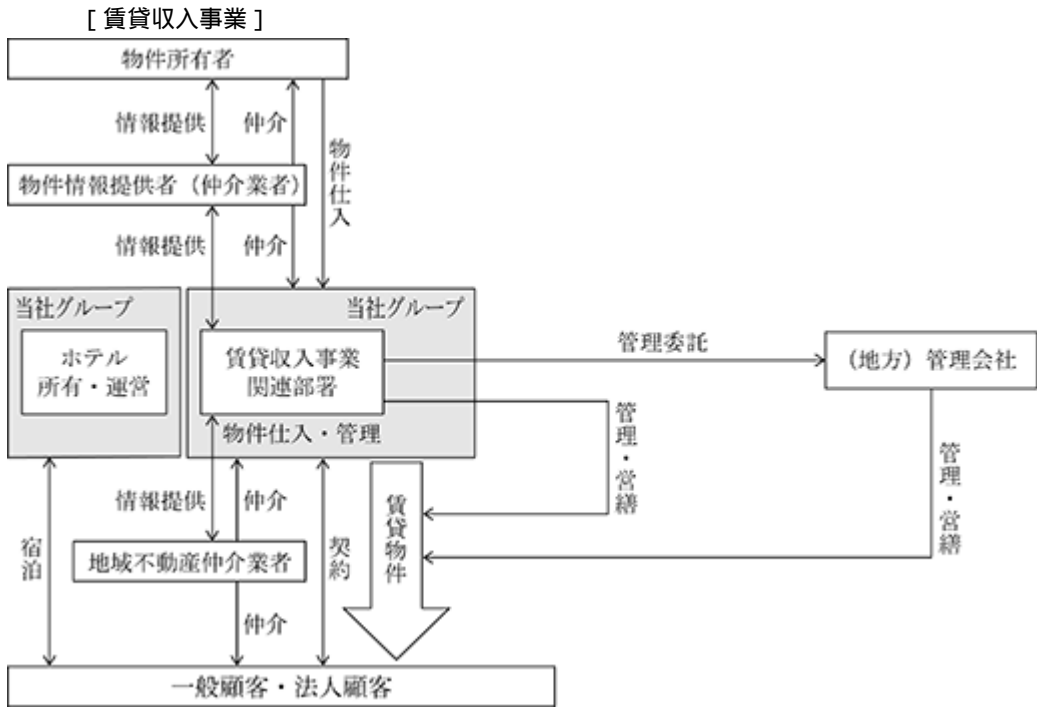 [ 賃貸収入事業 ]
物件所有者
情報提供
仲介
物件仕入
物件情報提供者（仲介業者）
情報提供
仲介
当社グループ
当社グループ
ホテル
所有・運営
賃貸収入事業
関連部署
管理委託
（地方）管理会社
物件仕入・管理
管理・営繕
管理・営繕
情報提供
仲介
宿泊
契約
賃貸物件
地域不動産仲介業者
仲介
一般顧客・法人顧客